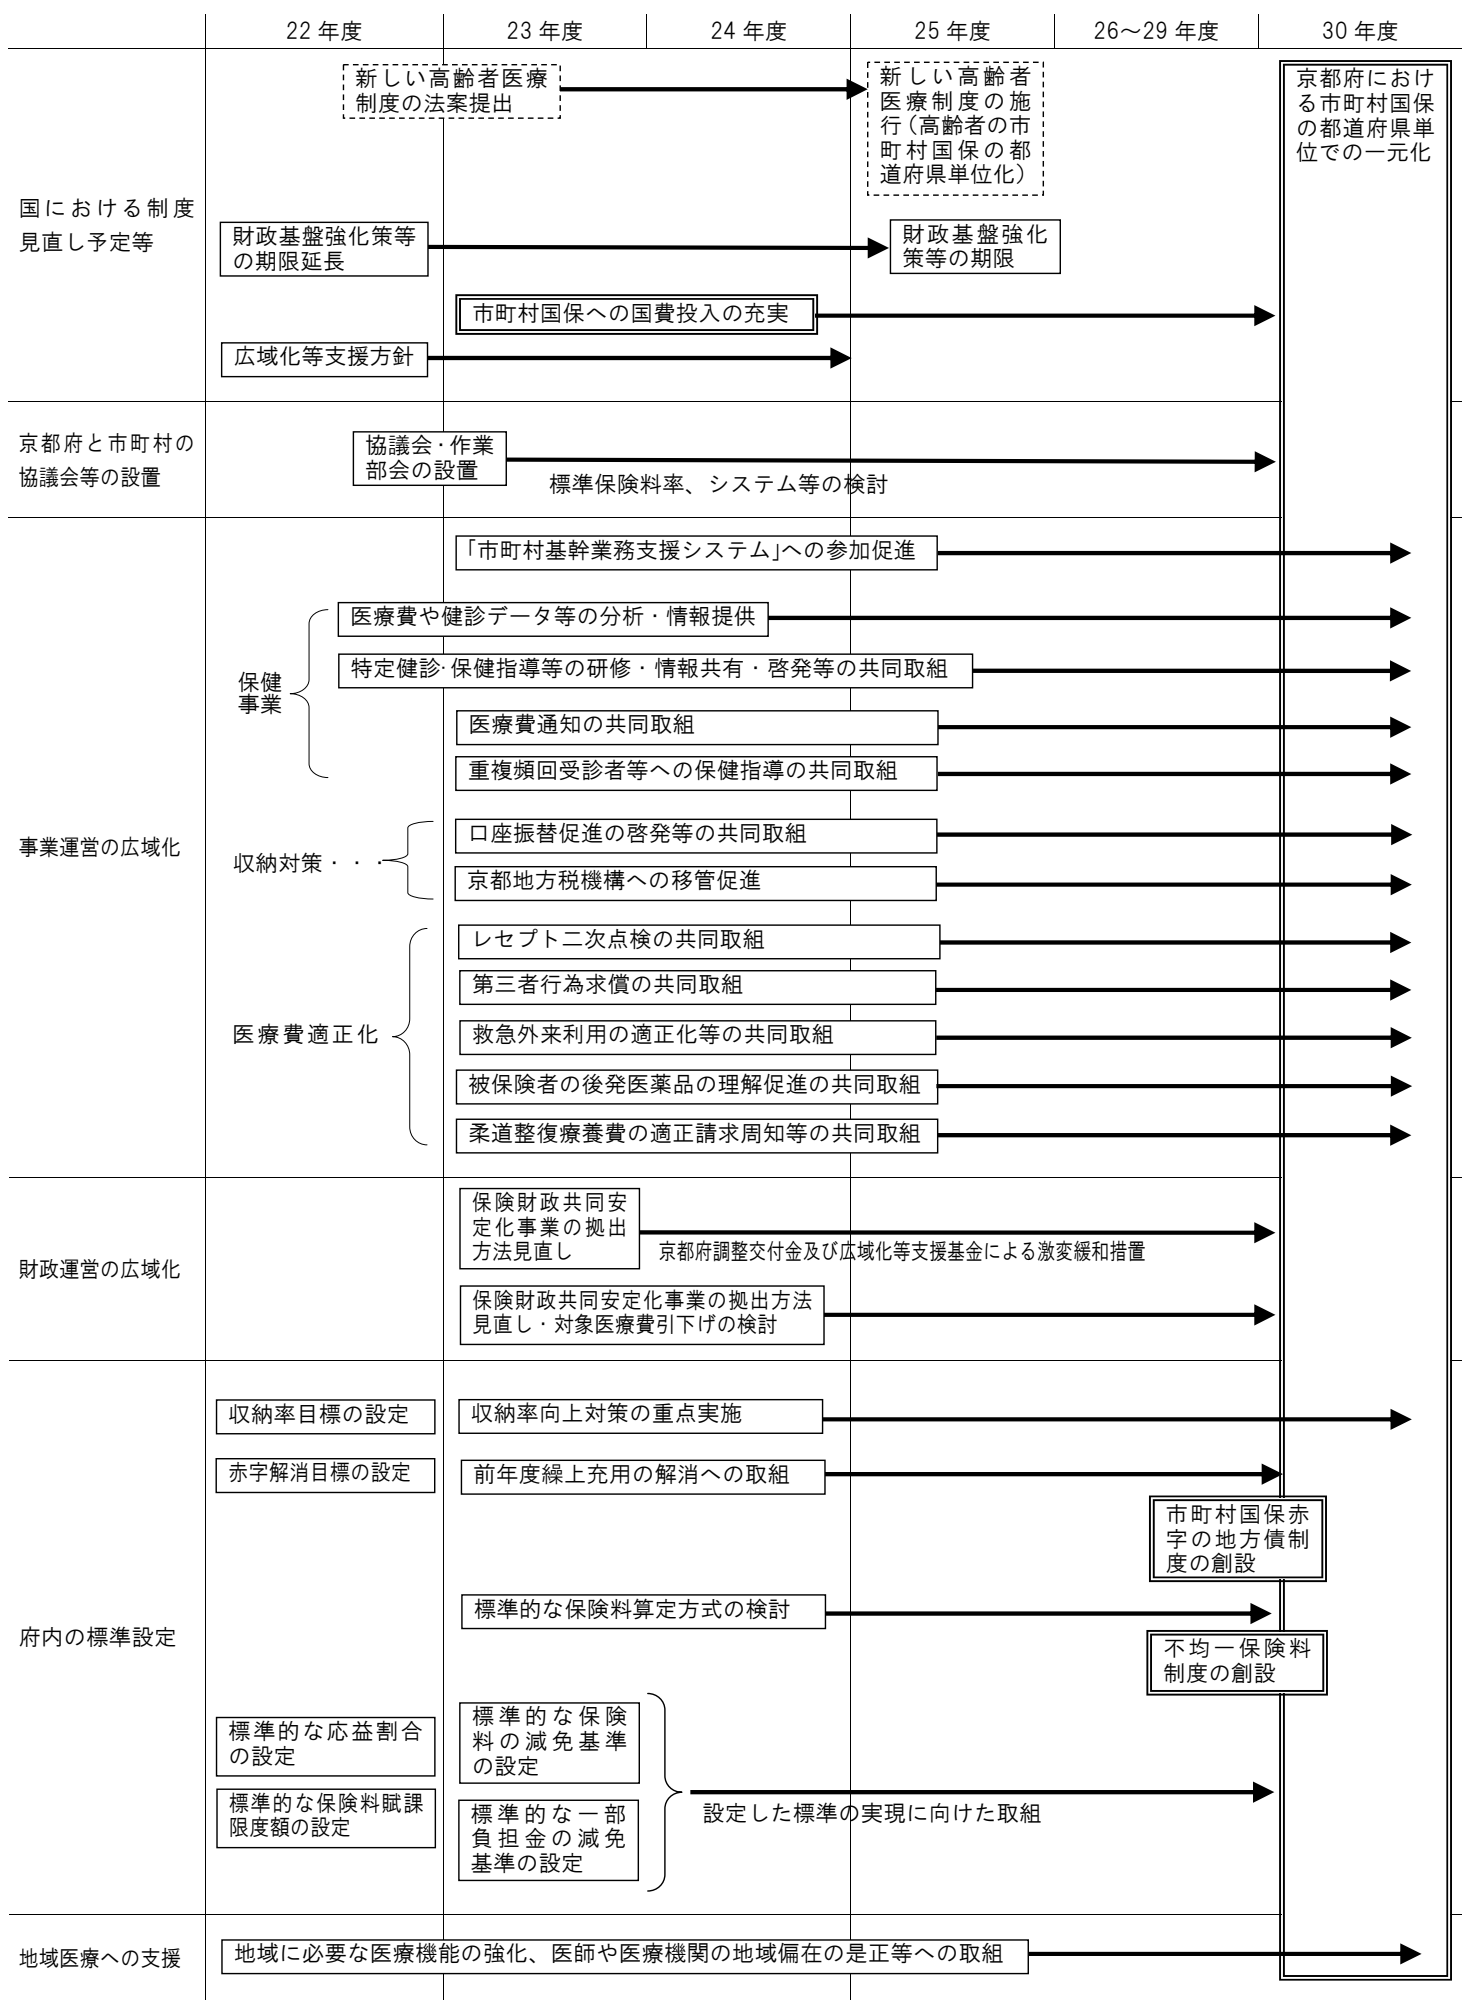 22 年度
23 年度
24 年度
25 年度
26～29 年度
30 年度
国における制度
見直し予定等
新しい高齢者医療
制度の法案提出
新しい高齢者
医療制度の施
行（高齢者の市
町村国保の都
道府県単位化）
京都府におけ
る市町村国保
の都道府県単
位での一元化
財政基盤強化策等
の期限延長
財政基盤強化
策等の期限
市町村国保への国費投入の充実
広域化等支援方針
京都府と市町村の
協議会等の設置
協議会・作業
部会の設置
標準保険料率、システム等の検討
事業運営の広域化
「市町村基幹業務支援システム」への参加促進
保健
事業
医療費や健診データ等の分析・情報提供
特定健診・保健指導等の研修・情報共有・啓発等の共同取組
医療費通知の共同取組
重複頻回受診者等への保健指導の共同取組
収納対策・・・
口座振替促進の啓発等の共同取組
京都地方税機構への移管促進
医療費適正化
レセプト二次点検の共同取組
第三者行為求償の共同取組
救急外来利用の適正化等の共同取組
被保険者の後発医薬品の理解促進の共同取組
柔道整復療養費の適正請求周知等の共同取組
財政運営の広域化
保険財政共同安
定化事業の拠出
方法見直し
京都府調整交付金及び広域化等支援基金による激変緩和措置
保険財政共同安定化事業の拠出方法
見直し・対象医療費引下げの検討
府内の標準設定
収納率目標の設定
収納率向上対策の重点実施
赤字解消目標の設定
前年度繰上充用の解消への取組
市町村国保赤
字の地方債制
度の創設
標準的な保険料算定方式の検討
不均一保険料
制度の創設
標準的な応益割合
の設定
標準的な保険
料の減免基準
の設定
標準的な保険料賦課
限度額の設定
標準的な一部
負担金の減免
基準の設定
設定した標準の実現に向けた取組
地域医療への支援
地域に必要な医療機能の強化、医師や医療機関の地域偏在の是正等への取組